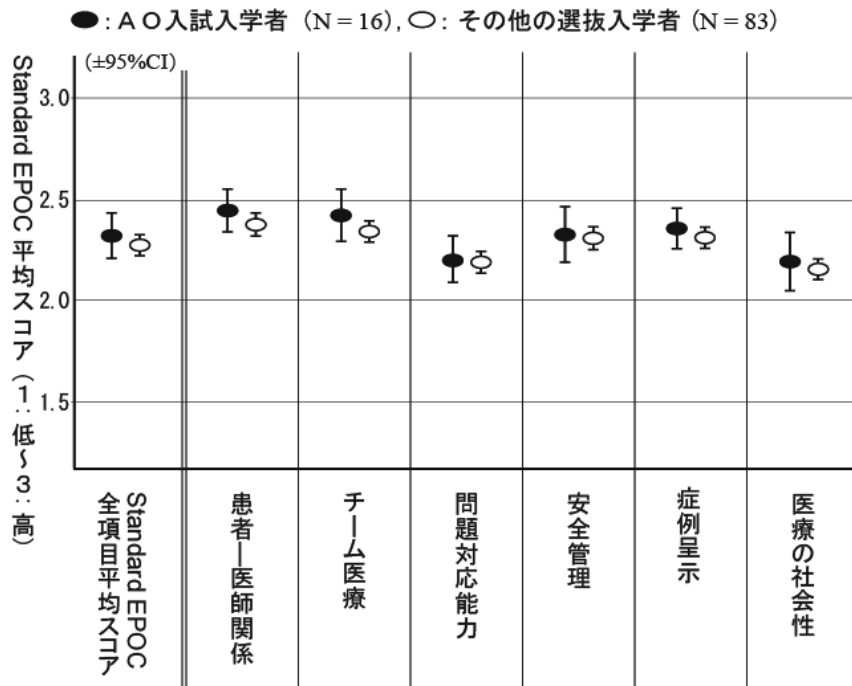 ●：ＡＯ入試入学者（N = 16），○：その他の選抜入学者（N = 83）
(±95%CI)
Standard EPOC 平均スコア（1：低〜3：高）
3.0
2.5
2.0
1.5
Standard EPOC
全項目平均スコア
患者―医師関係
チーム医療
問題対応能力
安全管理
症例呈示
医療の社会性